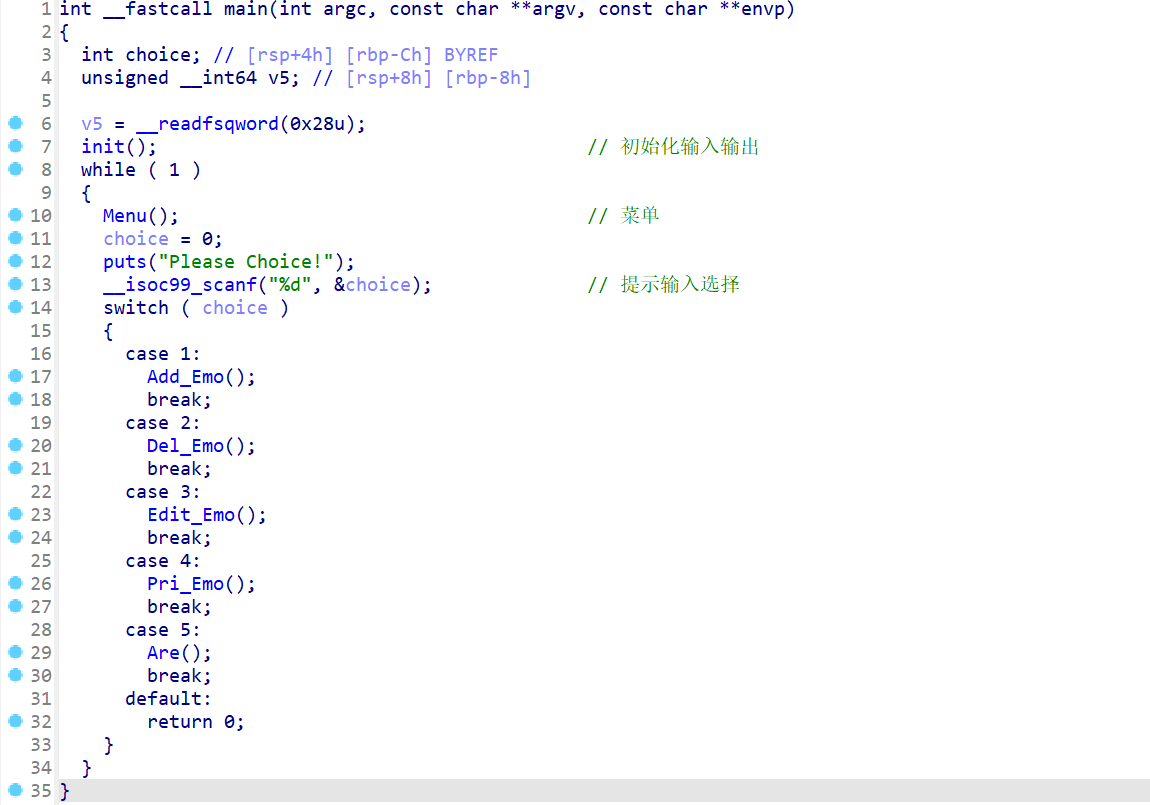 1 int __fastcall main(int argc, const char **argv, const char **envp)
2 {
3 int choice; // [rsp+4h] [rbp-Ch] BYREF
4 unsigned __int64 v5; // [rsp+8h] [rbp-8h]
5
6 v5 = __readfsqword(0x28u);
7 init(); // 初始化输入输出
8 while ( 1 )
9 {
10 Menu(); // 菜单
11 choice = 0;
12 puts("Please Choice!");
13 __isoc99_scanf("%d", &choice); // 提示输入选择
14 switch ( choice )
15 {
16 case 1:
17 Add_Emo();
18 break;
19 case 2:
20 Del_Emo();
21 break;
22 case 3:
23 Edit_Emo();
24 break;
25 case 4:
26 Pri_Emo();
27 break;
28 case 5:
29 Are();
30 break;
31 default:
32 return 0;
33 }
34 }
35 }